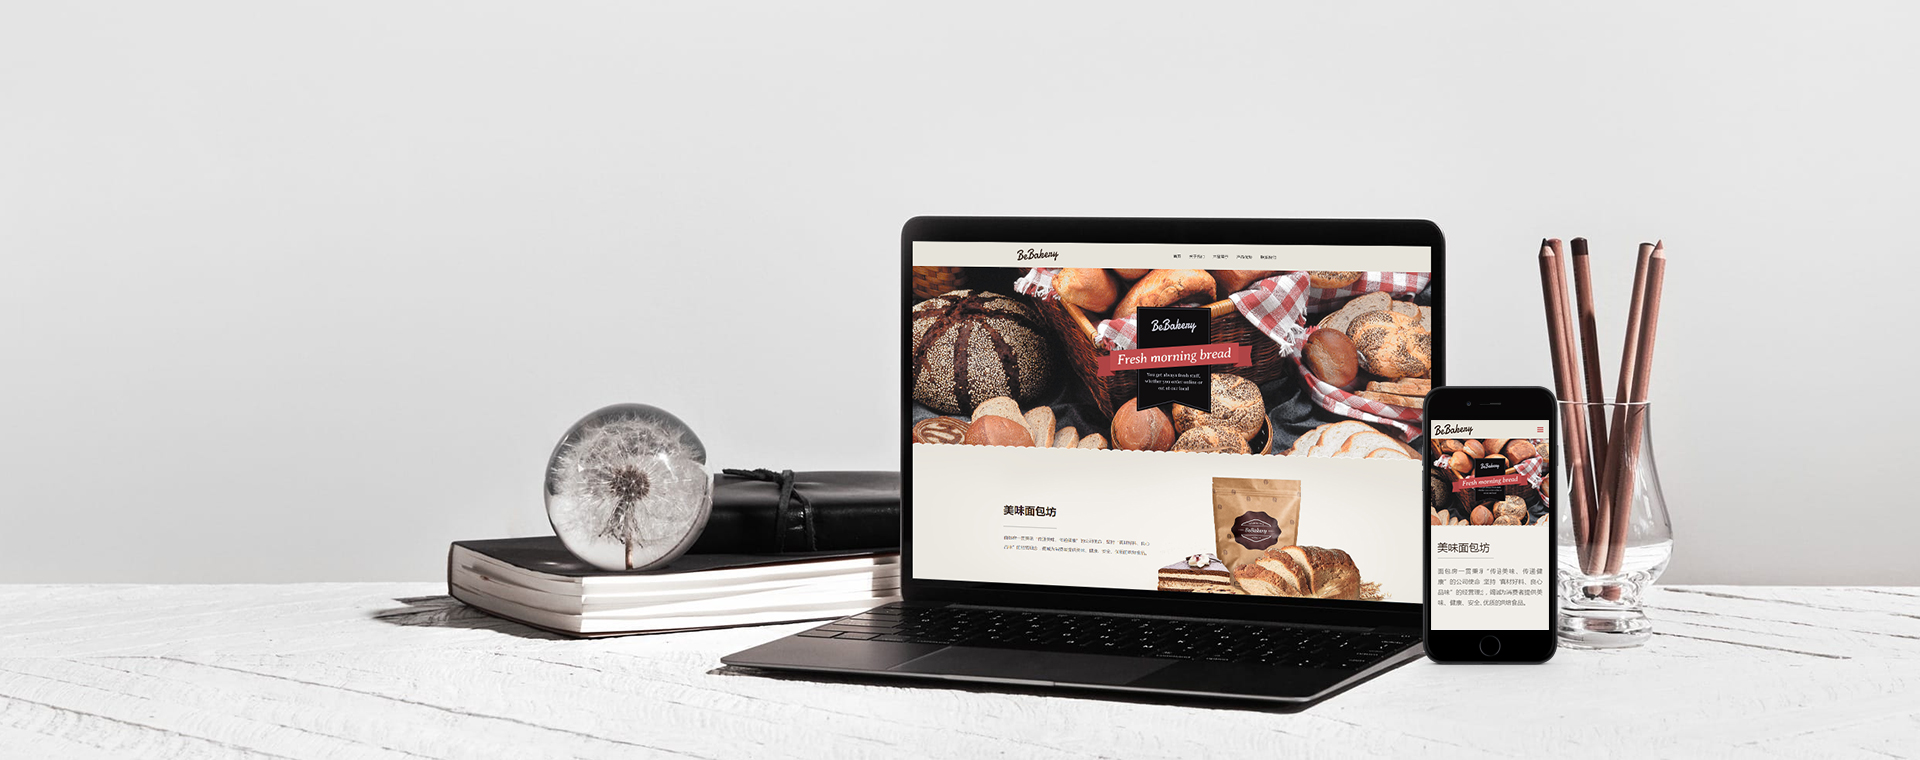 BeBakery
首页
BeBakery
Fresh morning bread
You get always fresh stuff,
whether you order online or
eat at our local
美味面包坊
BeBakery
BeBakery
BeBakery
Fresh morning bread
美味面包坊
面包房一贯秉承“传递美味、传递健
康”的公司使命 坚持“真材好料、良心
品味”的经营理念，竭诚为消费者提供美
味、健康、安全、优质的烘焙食品。